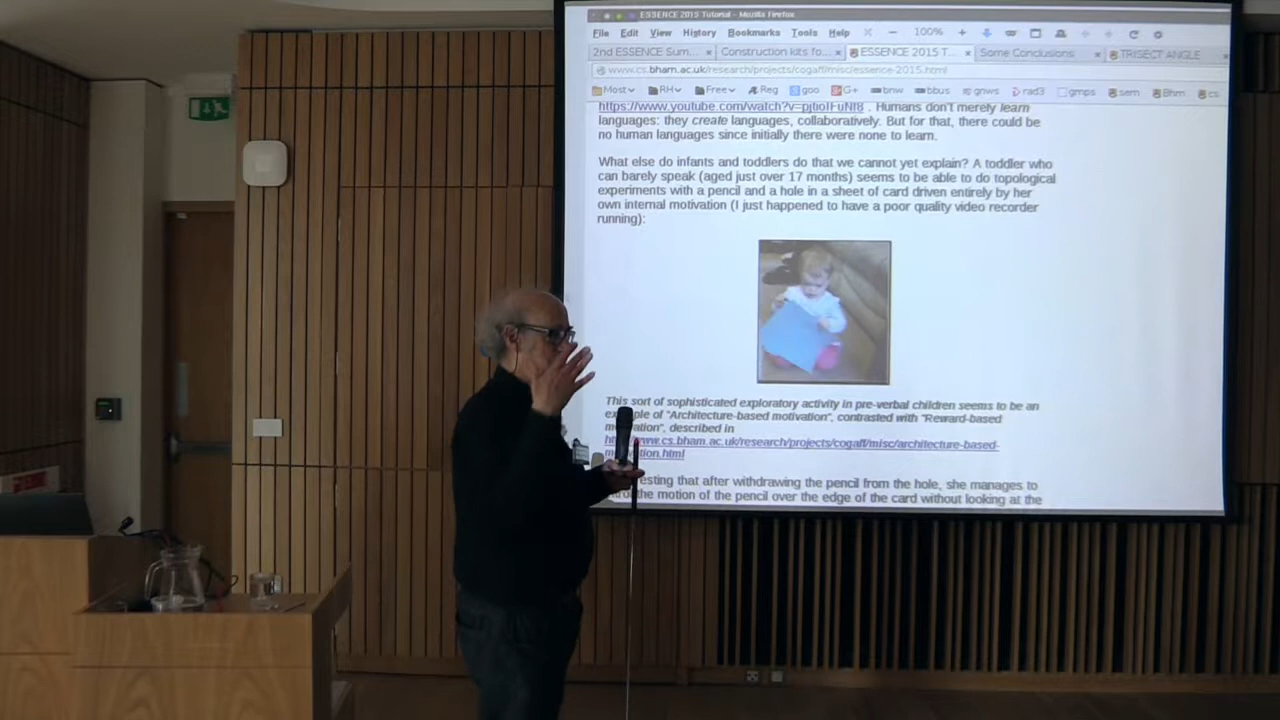 ESSENCE 2015 Tutorial - Mozilla Firefox
File Edit View History Bookmarks Tools Help 100%
2nd ESSENCE Sum... Construction kits fo... ESSENCE 2015 T... Some Conclusions TRISECT ANGLE
www.cs.bham.ac.uk/research/projects/cogaff/misc/essence-2015.html
Most RH Free Reg goo G+ bnw bbus gnws rad3 gmps sem Bhm cs
Humans don't merely learn
languages: they create languages, collaboratively. But for that, there could be
no human languages since initially there were none to learn.
What else do infants and toddlers do that we cannot yet explain? A toddler who
can barely speak (aged just over 17 months) seems to be able to do topological
experiments with a pencil and a hole in a sheet of card driven entirely by her
own internal motivation (I just happened to have a poor quality video recorder
running):
This sort of sophisticated exploratory activity in pre-verbal children seems to be an
of "Architecture-based motivation", contrasted with "Reward-based
described in
www.cs.bham.ac.uk/research/projects/cogaff/misc/architecture-based-
tion.html
esting that after withdrawing the pencil from the hole, she manages to
the motion of the pencil over the edge of the card without looking at the